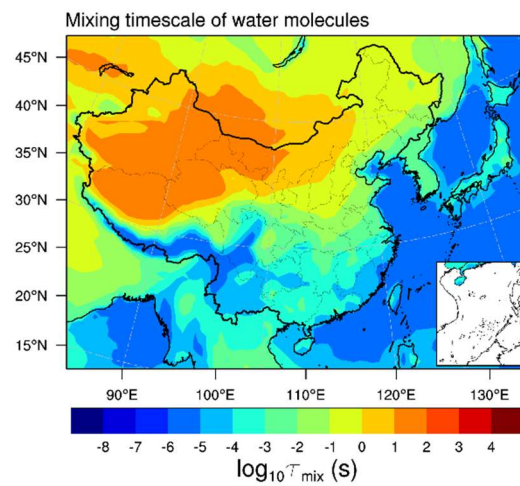 Mixing timescale of water molecules
45°N
40°N
35°N
30°N
25°N
20°N
15°N
90°E 100°E 110°E 120°E 130°E
-8 -7 -6 -5 -4 -3 -2 -1 0 1 2 3 4
log₁₀τ_mix (s)